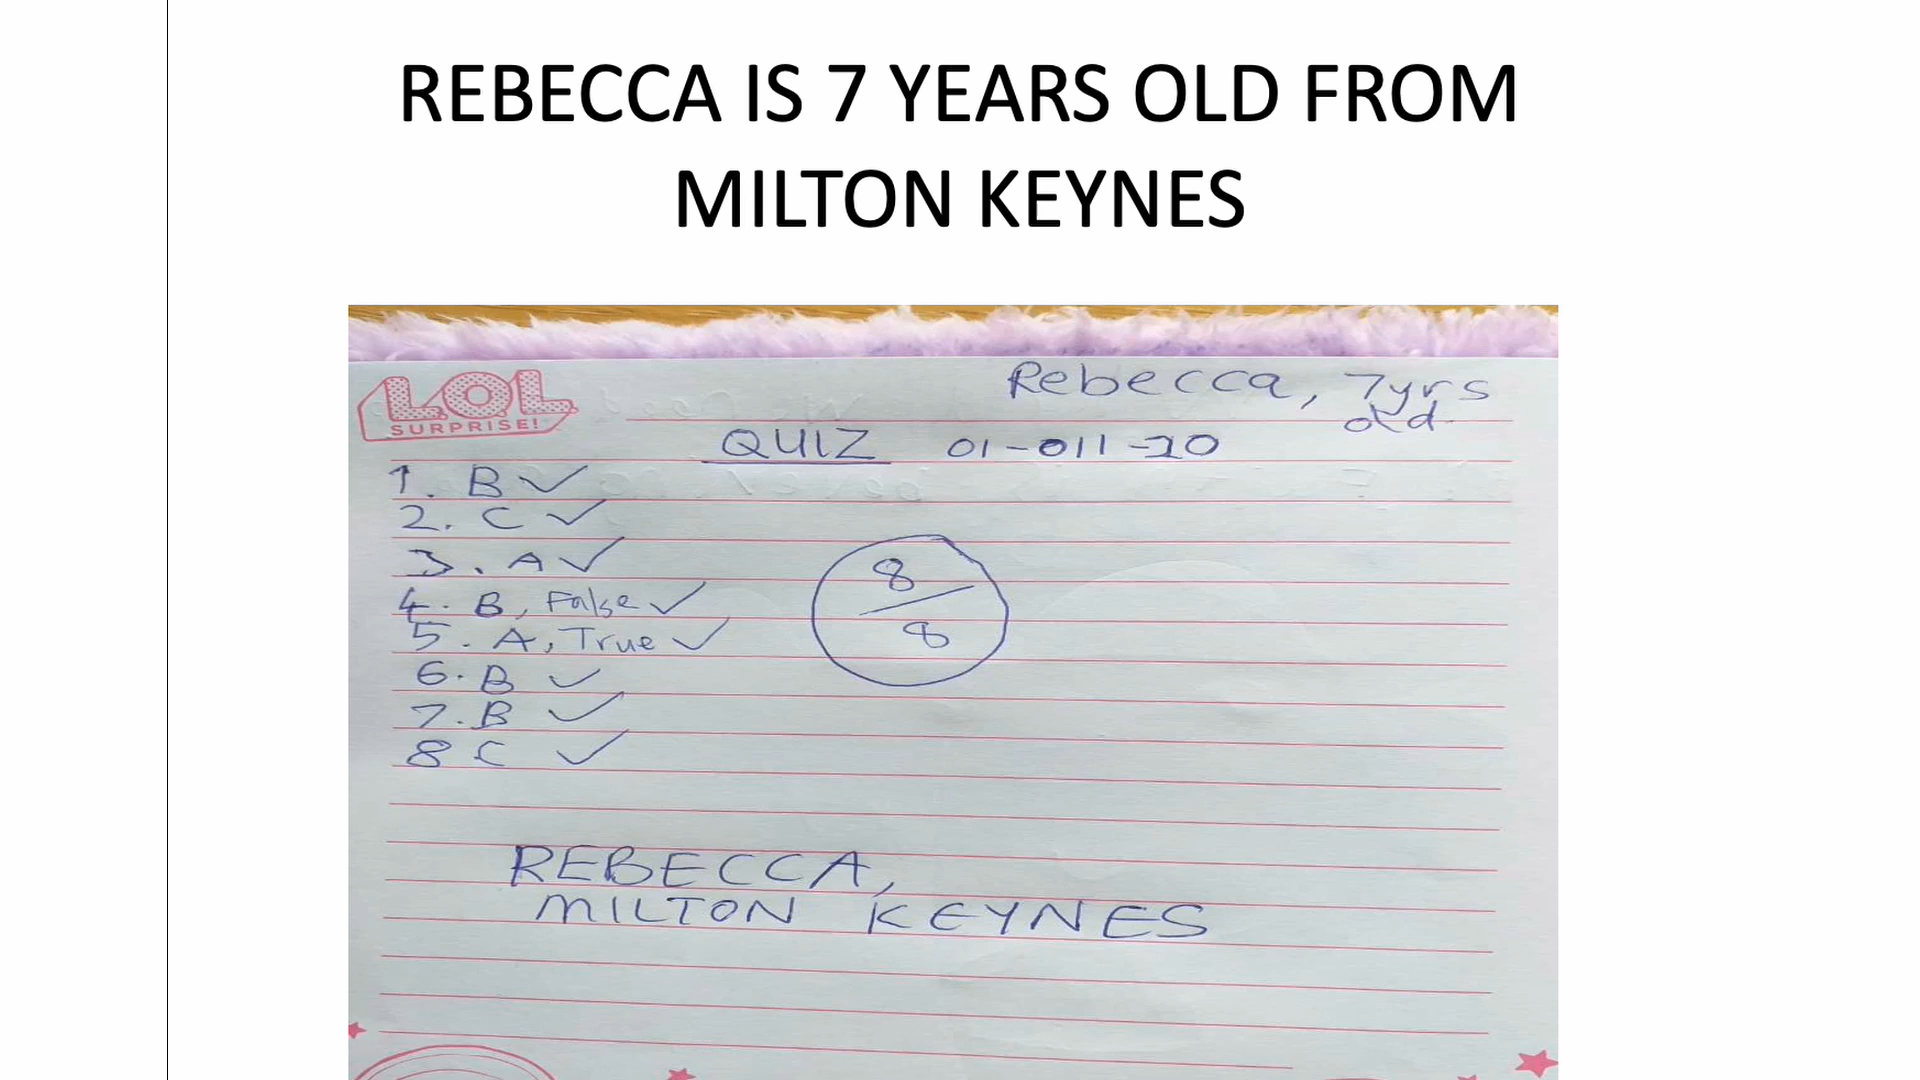 REBECCA IS 7 YEARS OLD FROM
MILTON KEYNES
LOL
SURPRISE!
Rebecca, 7yrs
old.
QUIZ 01-011-20
1. B ✓
2. C ✓
3. A ✓
4. B, False ✓
5. A, True ✓
6. B ✓
7. B ✓
8 C ✓
8
8
REBECCA,
MILTON KEYNES